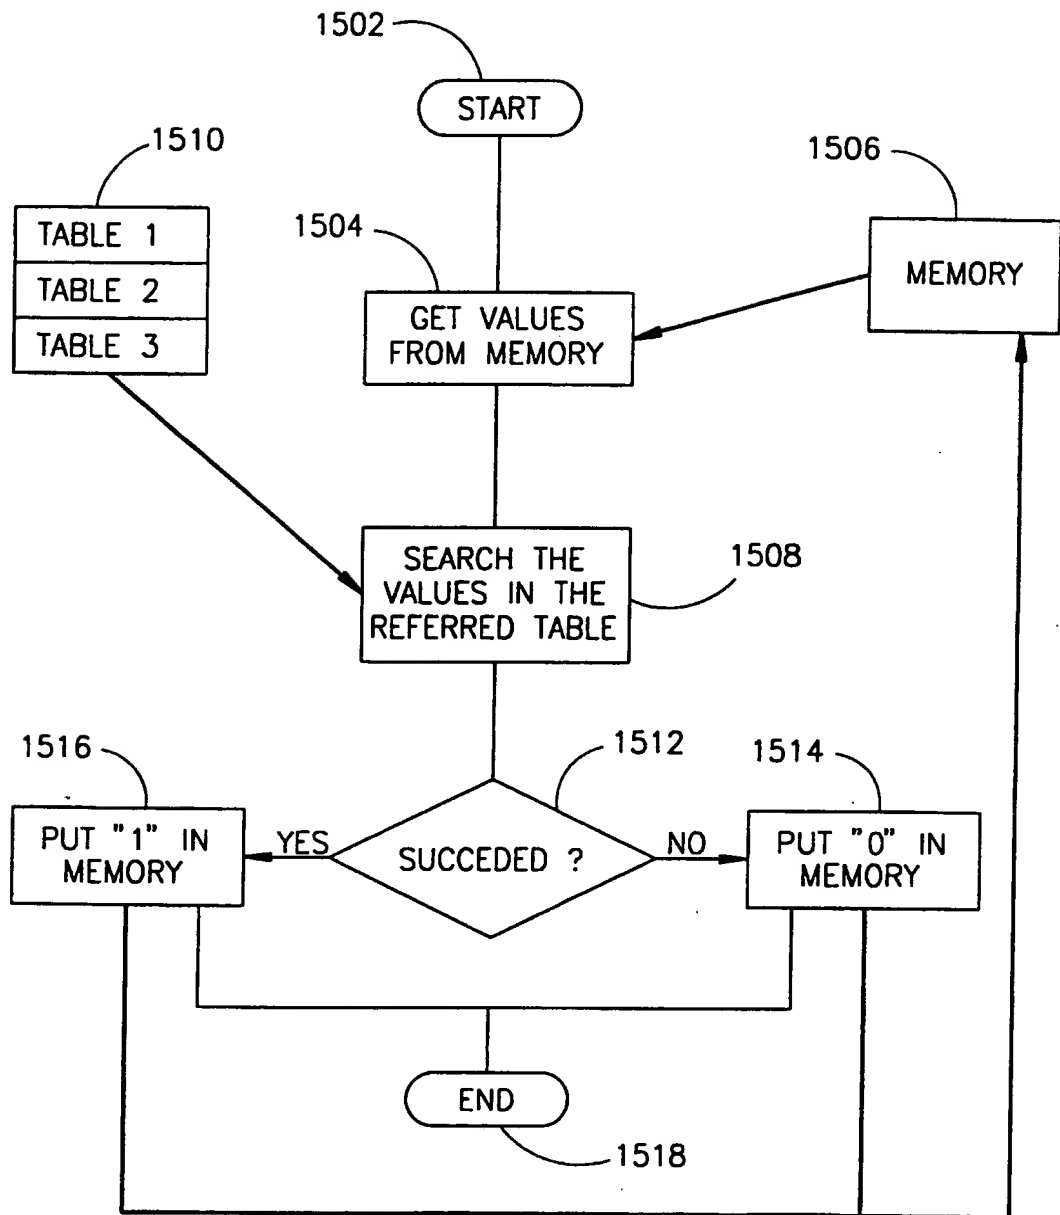 1502
START
1510
1506
TABLE 1
TABLE 2
TABLE 3
1504
GET VALUES
FROM MEMORY
MEMORY
SEARCH THE
VALUES IN THE
REFERRED TABLE
1508
1516
1512
1514
PUT "1" IN
MEMORY
YES
SUCCEDED ?
NO
PUT "0" IN
MEMORY
END
1518